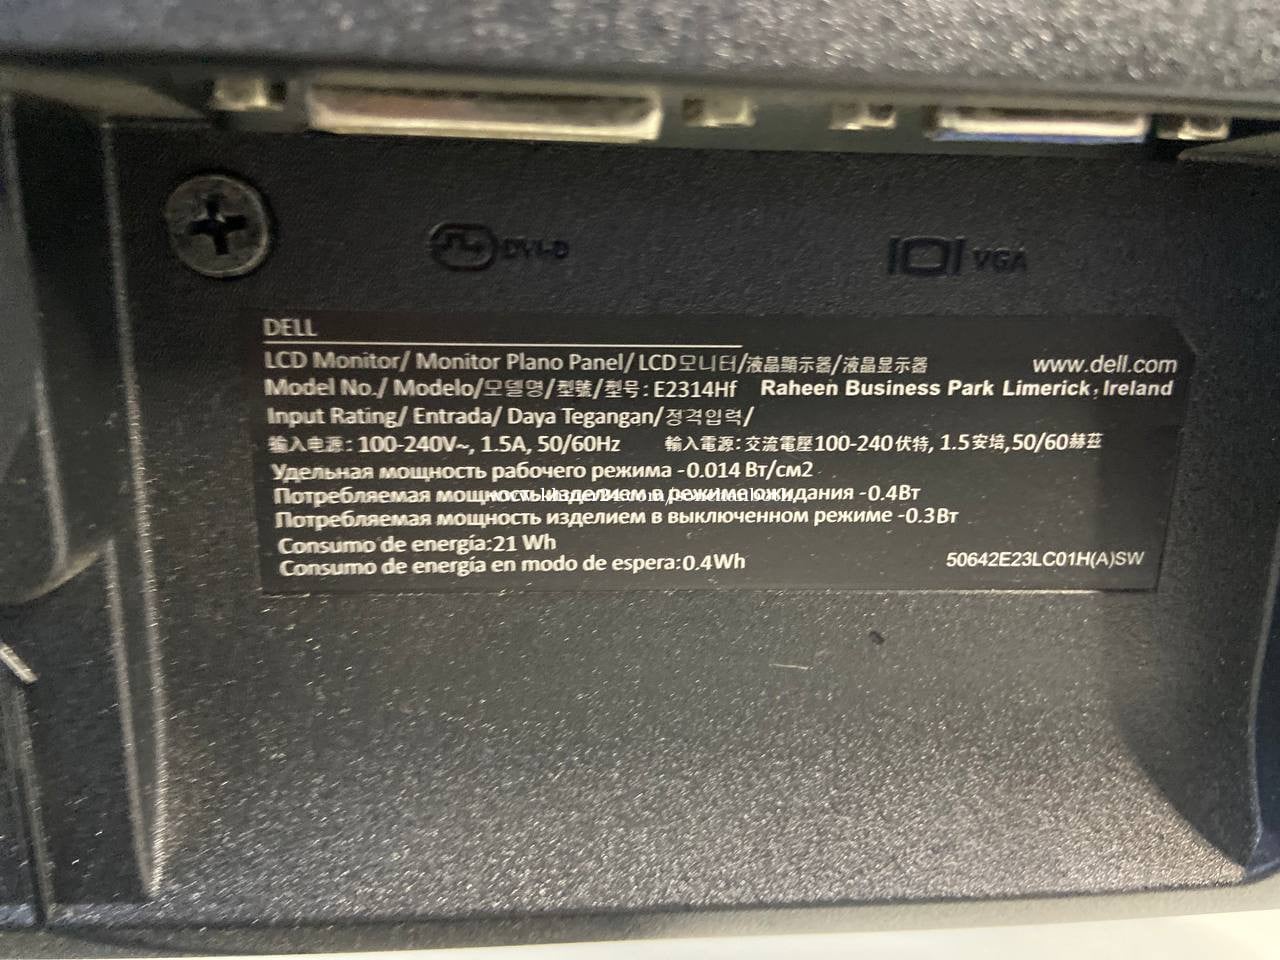 DVI-D
VGA
DELL
LCD Monitor/ Monitor Plano Panel/ LCD모니터/液晶顯示器/液晶显示器 www.dell.com
Model No./ Modelo/모델명/型號/型号: E2314Hf Raheen Business Park Limerick, Ireland
Input Rating/ Entrada/ Daya Tegangan/정격입력/
输入电源: 100-240V~, 1.5A, 50/60Hz 輸入電源: 交流電壓100-240伏特, 1.5安培,50/60赫茲
Удельная мощность рабочего режима -0.014 Вт/см2
Потребляемая мощность изделием в режиме ожидания -0.4Вт
Потребляемая мощность изделием в выключенном режиме -0.3Вт
Consumo de energía:21 Wh
Consumo de energía en modo de espera:0.4Wh 50642E23LC01H(A)SW